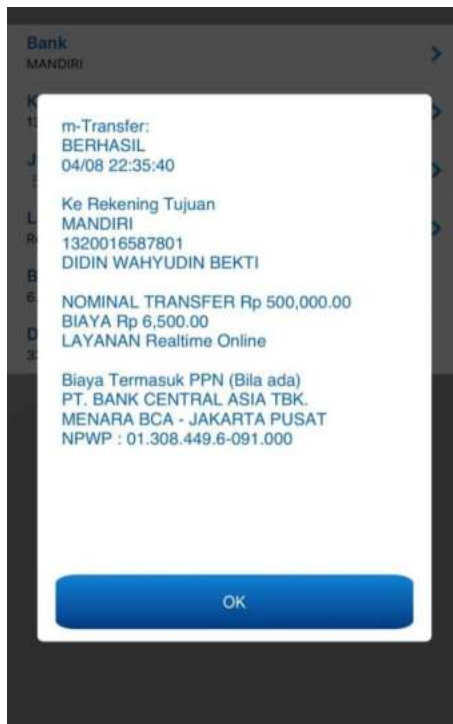 Bank
MANDIRI
m-Transfer:
BERHASIL
04/08 22:35:40
Ke Rekening Tujuan
MANDIRI
1320016587801
DIDIN WAHYUDIN BEKTI
NOMINAL TRANSFER Rp 500,000.00
BIAYA Rp 6,500.00
LAYANAN Realtime Online
Biaya Termasuk PPN (Bila ada)
PT. BANK CENTRAL ASIA TBK.
MENARA BCA - JAKARTA PUSAT
NPWP : 01.308.449.6-091.000
OK